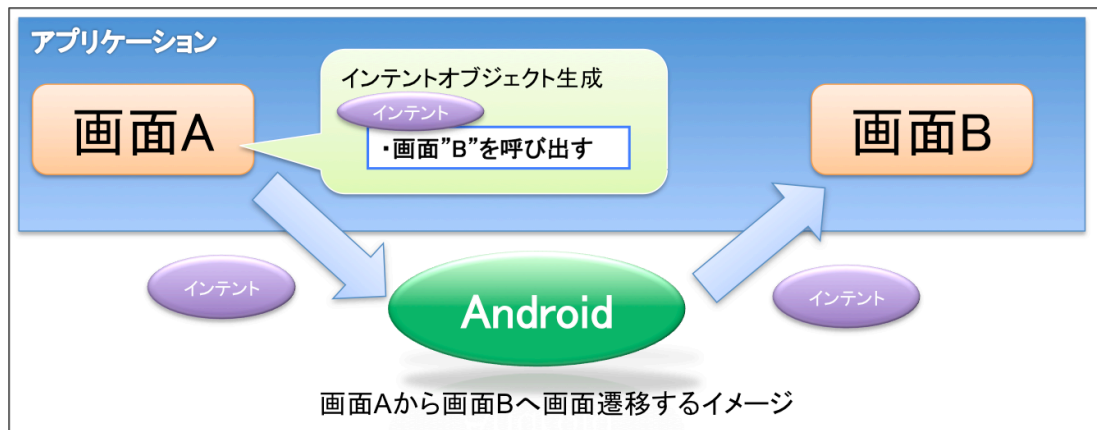 アプリケーション
画面A
インテントオブジェクト生成
インテント
・画面"B"を呼び出す
画面B
インテント
Android
インテント
画面Aから画面Bへ画面遷移するイメージ